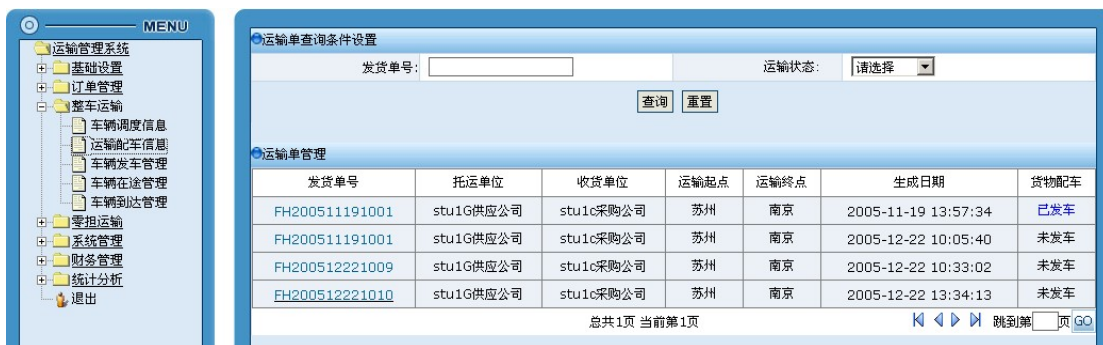 MENU
运输管理系统
基础设置
订单管理
整车运输
车辆调度信息
运输配车信息
车辆发车管理
车辆在途管理
车辆到达管理
零担运输
系统管理
财务管理
统计分析
退出
运输单查询条件设置
发货单号: 运输状态: 请选择
查询 重置
运输单管理
发货单号 托运单位 收货单位 运输起点 运输终点 生成日期 货物配车
FH200511191001 stu1G供应公司 stu1c采购公司 苏州 南京 2005-11-19 13:57:34 已发车
FH200511191001 stu1G供应公司 stu1c采购公司 苏州 南京 2005-12-22 10:05:40 未发车
FH200512221009 stu1G供应公司 stu1c采购公司 苏州 南京 2005-12-22 10:33:02 未发车
FH200512221010 stu1G供应公司 stu1c采购公司 苏州 南京 2005-12-22 13:34:13 未发车
总共1页 当前第1页 跳到第 页 GO